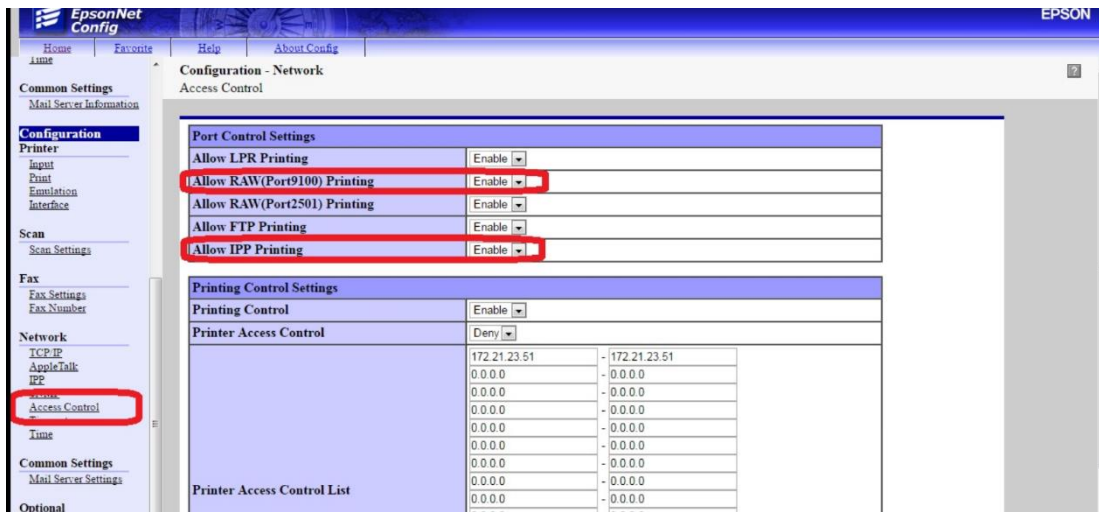 EpsonNet
Config
EPSON
Home Favorite Help About Config
Time
Common Settings
Mail Server Information
Configuration
Printer
Input
Print
Emulation
Interface
Scan
Scan Settings
Fax
Fax Settings
Fax Number
Network
TCP/IP
AppleTalk
IPP
Access Control
Time
Common Settings
Mail Server Settings
Optional
Configuration - Network
?
Access Control
Port Control Settings
Allow LPR Printing Enable
Allow RAW(Port9100) Printing Enable
Allow RAW(Port2501) Printing Enable
Allow FTP Printing Enable
Allow IPP Printing Enable
Printing Control Settings
Printing Control Enable
Printer Access Control Deny
Printer Access Control List
172.21.23.51 - 172.21.23.51
0.0.0.0 - 0.0.0.0
0.0.0.0 - 0.0.0.0
0.0.0.0 - 0.0.0.0
0.0.0.0 - 0.0.0.0
0.0.0.0 - 0.0.0.0
0.0.0.0 - 0.0.0.0
0.0.0.0 - 0.0.0.0
0.0.0.0 - 0.0.0.0